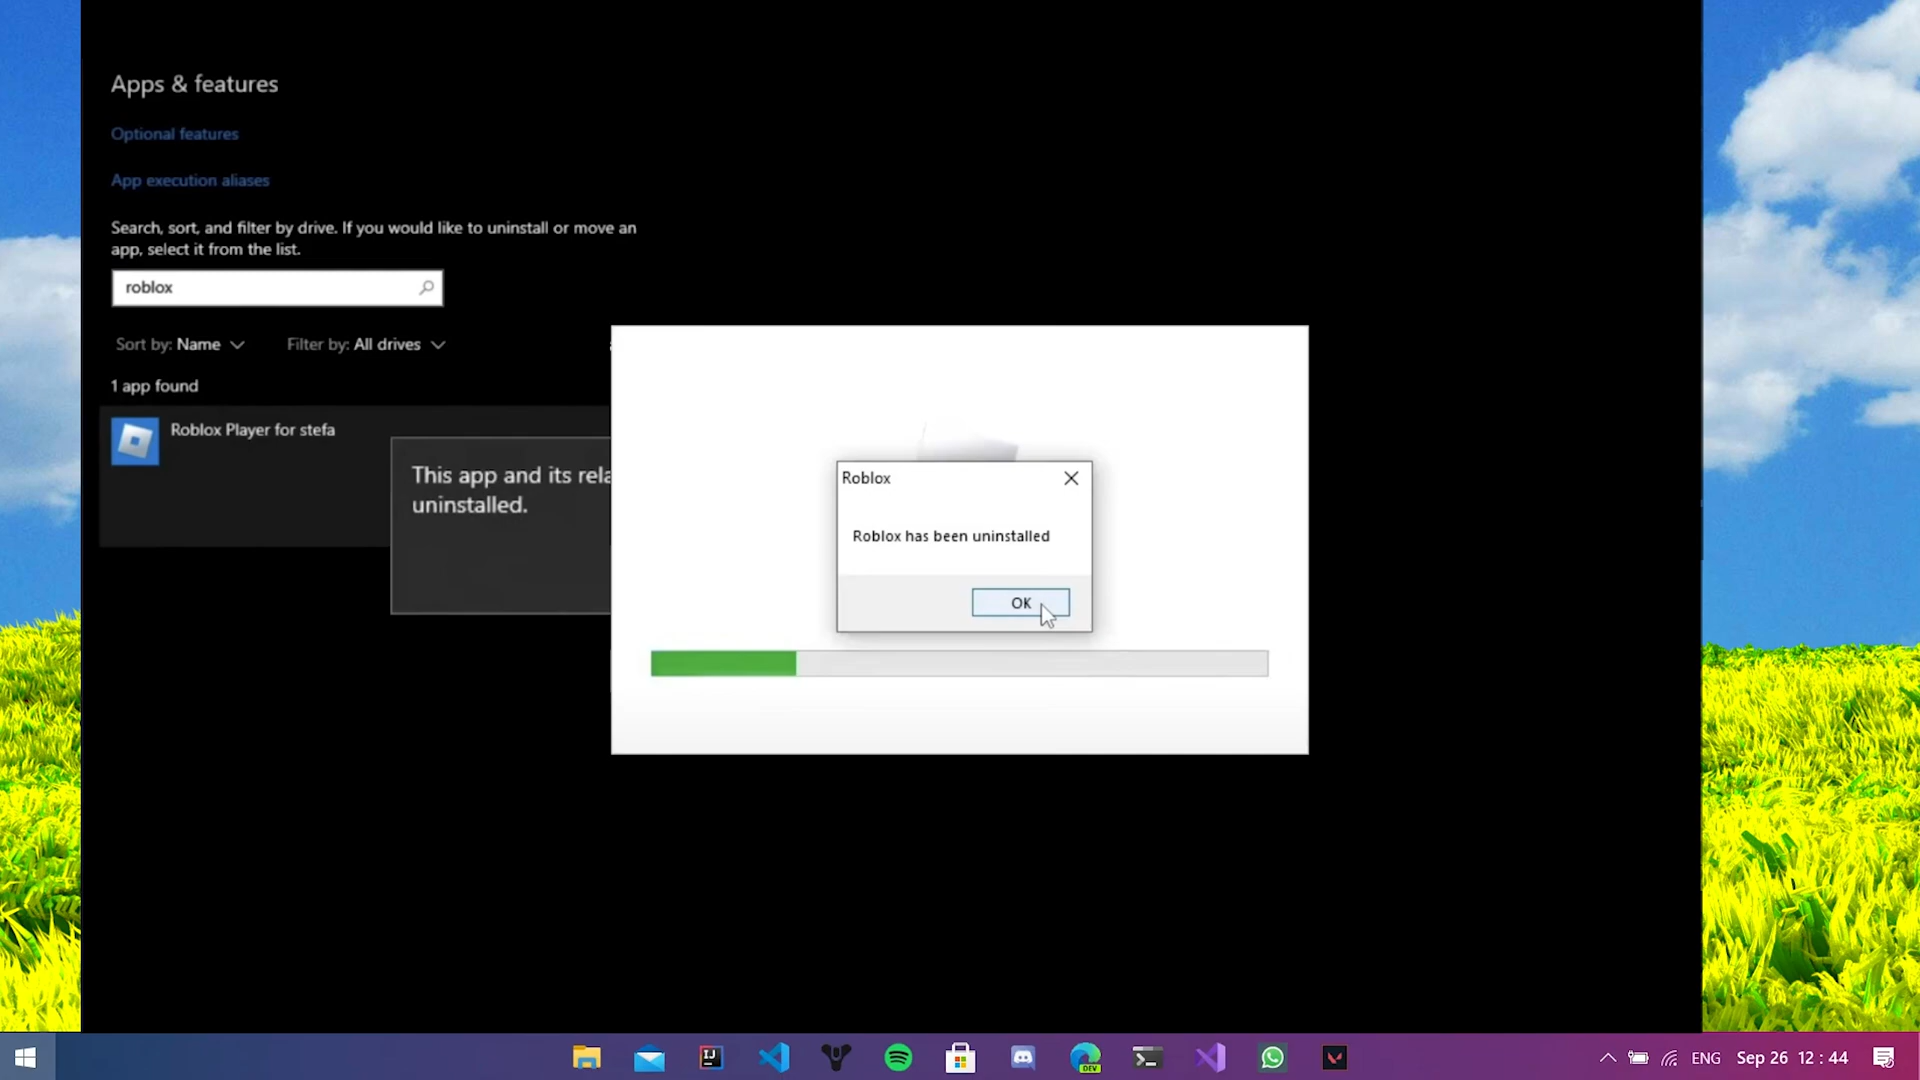 Apps & features
Optional features
App execution aliases
Search, sort, and filter by drive. If you would like to uninstall or move an
app, select it from the list.
roblox
Sort by: Name
Filter by: All drives
1 app found
Roblox Player for stefa
This app and its rela
uninstalled.
Roblox
Roblox has been uninstalled
OK
IJ
DEV
ENG
Sep 26 12 : 44